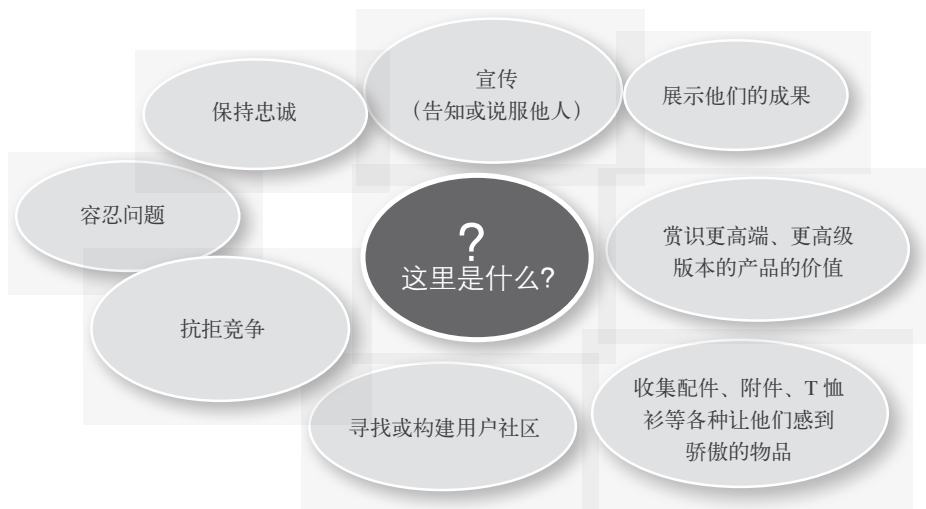 宣传
（告知或说服他人）
展示他们的成果
保持忠诚
容忍问题
?
这里是什么?
赏识更高端、更高级
版本的产品的价值
抗拒竞争
收集配件、附件、T 恤
衫等各种让他们感到
骄傲的物品
寻找或构建用户社区